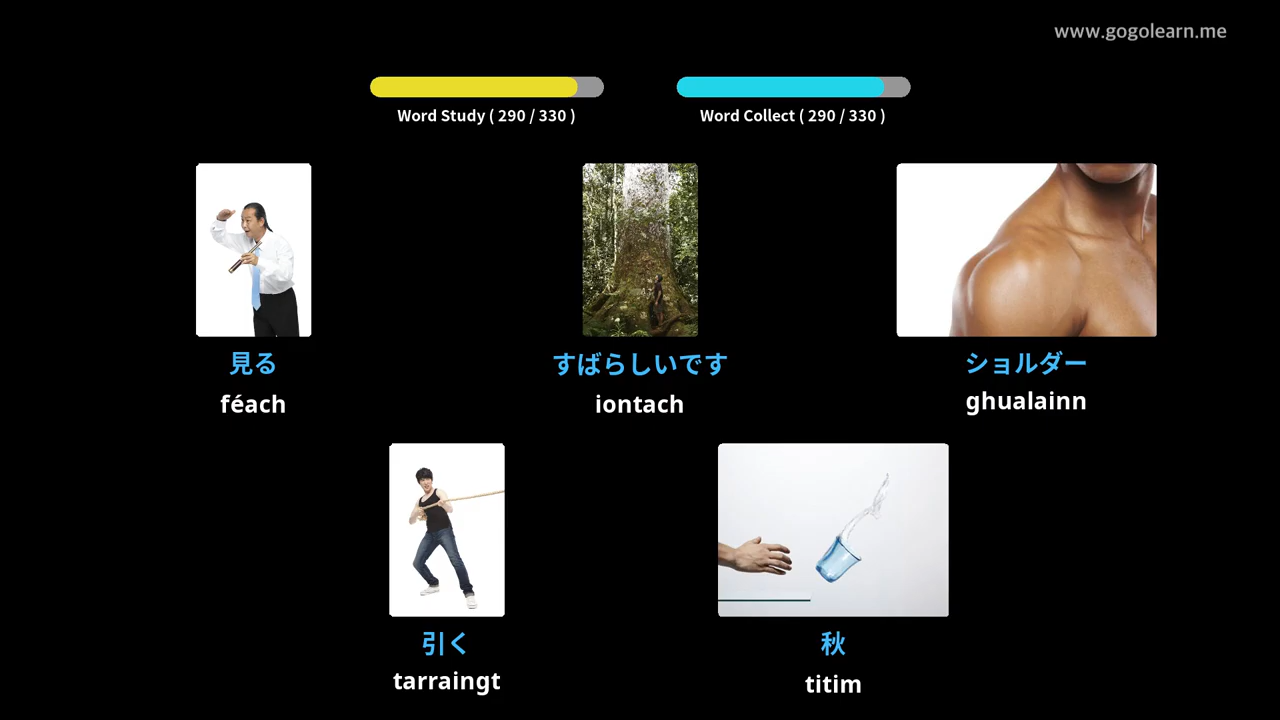 www.gogolearn.me
Word Study ( 290 / 330 )
Word Collect ( 290 / 330 )
見る
féach
すばらしいです
iontach
ショルダー
ghualainn
引く
tarraingt
秋
titim